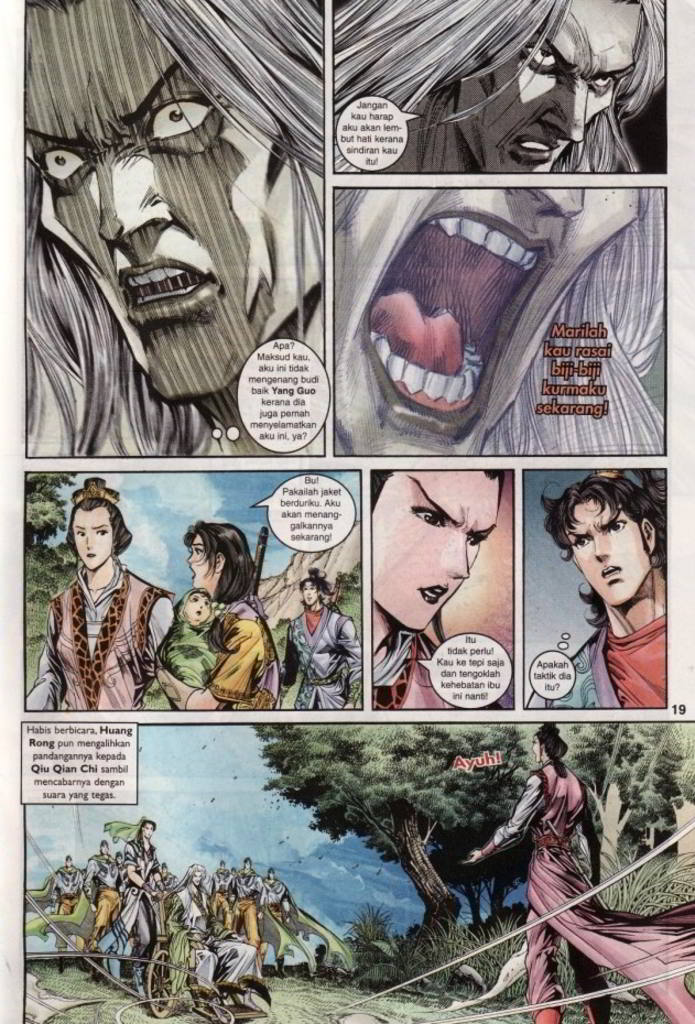 Apa?
Maksud kau,
aku ini tidak
mengenang budi
baik Yang Guo
kerana dia
juga pernah
menyelamatkan
aku ini, ya?
Jangan
kau harap
aku akan lem-
but hati kerana
sindiran kau
itu!
Marilah
kau rasai
biji-biji
kurmaku
sekarang!
Bu!
Pakailah jaket
berduriku. Aku
akan menang-
galkannya
sekarang!
Itu
tidak perlu!
Kau ke tepi saja
dan tengoklah
kehebatan ibu
ini nanti!
Apakah
taktik dia
itu?
19
Habis berbicara, Huang
Rong pun mengalihkan
pandangannya kepada
Qiu Qian Chi sambil
mencabarnya dengan
suara yang tegas.
Ayuh!